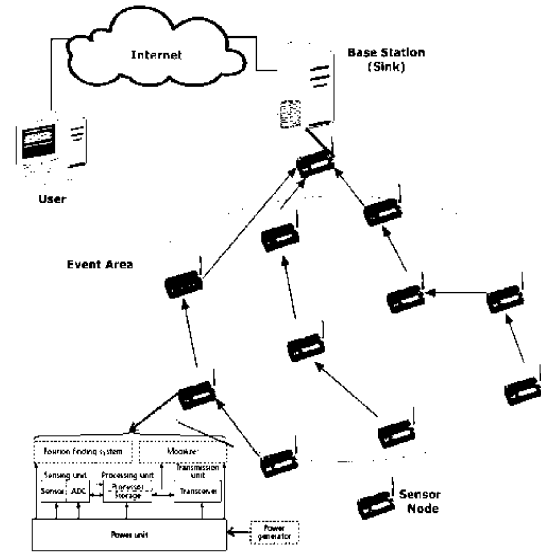 Internet
Base Station
(Sink)
User
Event Area
Position finding system
Mobilizer
Sensing unit
Processing unit
Transmission
unit
Sensor
ADC
Processor
Storage
Transceiver
Power unit
Power
generator
Sensor
Node